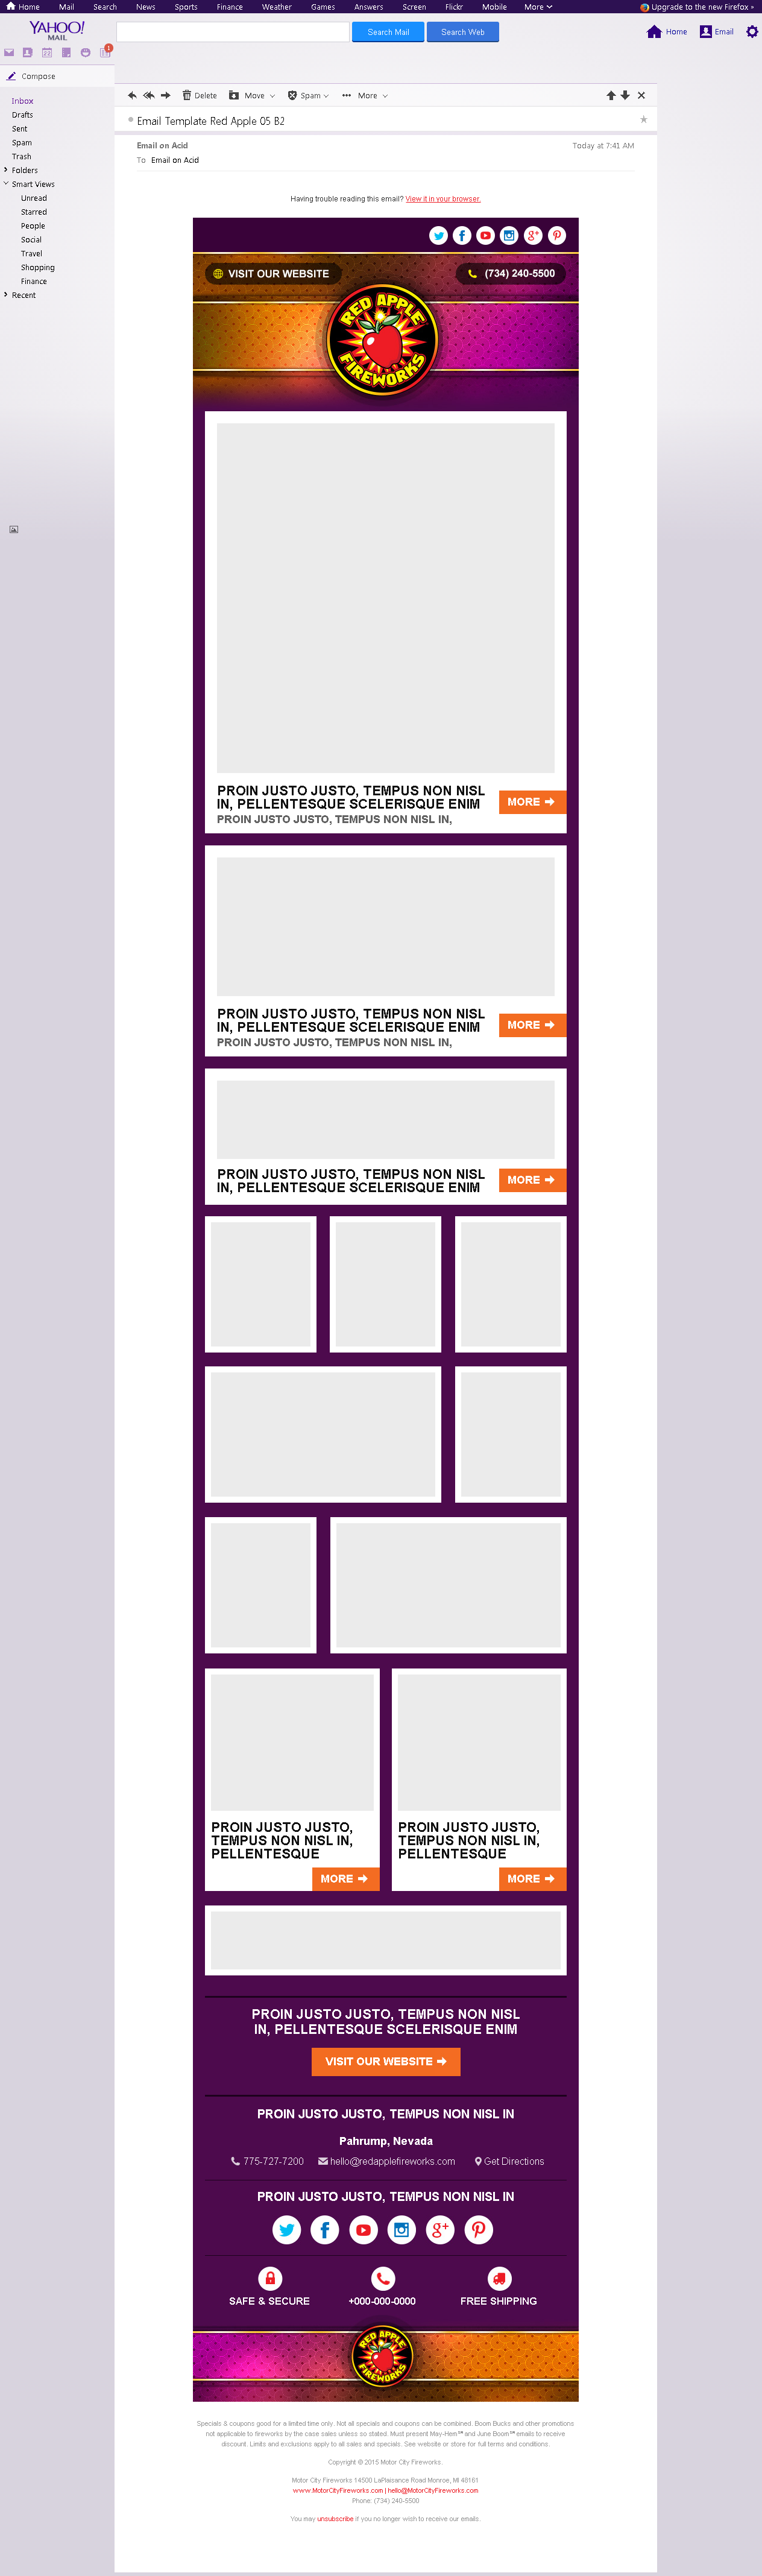 Home Mail Search News Sports Finance Weather Games Answers Screen Flickr Mobile More Upgrade to the new Firefox »
YAHOO!
MAIL
Search Mail
Search Web
Home
Email
1
Compose
Inbox
Drafts
Sent
Spam
Trash
Folders
Smart Views
Unread
Starred
People
Social
Travel
Shopping
Finance
Recent
Delete Move Spam More
Email Template Red Apple 05 B2
Email on Acid
Today at 7:41 AM
To Email on Acid
Having trouble reading this email? View it in your browser.
VISIT OUR WEBSITE
(734) 240-5500
RED APPLE
FIREWORKS
PROIN JUSTO JUSTO, TEMPUS NON NISL
IN, PELLENTESQUE SCELERISQUE ENIM
PROIN JUSTO JUSTO, TEMPUS NON NISL IN,
MORE
PROIN JUSTO JUSTO, TEMPUS NON NISL
IN, PELLENTESQUE SCELERISQUE ENIM
PROIN JUSTO JUSTO, TEMPUS NON NISL IN,
MORE
PROIN JUSTO JUSTO, TEMPUS NON NISL
IN, PELLENTESQUE SCELERISQUE ENIM
MORE
PROIN JUSTO JUSTO,
TEMPUS NON NISL IN,
PELLENTESQUE
MORE
PROIN JUSTO JUSTO,
TEMPUS NON NISL IN,
PELLENTESQUE
MORE
PROIN JUSTO JUSTO, TEMPUS NON NISL
IN, PELLENTESQUE SCELERISQUE ENIM
VISIT OUR WEBSITE
PROIN JUSTO JUSTO, TEMPUS NON NISL IN
Pahrump, Nevada
775-727-7200 hello@redapplefireworks.com Get Directions
PROIN JUSTO JUSTO, TEMPUS NON NISL IN
SAFE & SECURE +000-000-0000 FREE SHIPPING
RED APPLE
FIREWORKS
Specials & coupons good for a limited time only. Not all specials and coupons can be combined. Boom Bucks and other promotions
not applicable to fireworks by the case sales unless so stated. Must present May-Hem℠ and June Boom℠ emails to receive
discount. Limits and exclusions apply to all sales and specials. See website or store for full terms and conditions.
Copyright © 2015 Motor City Fireworks.
Motor City Fireworks 14500 LaPlaisance Road Monroe, MI 48161
www.MotorCityFireworks.com | hello@MotorCityFireworks.com
Phone: (734) 240-5500
You may unsubscribe if you no longer wish to receive our emails.